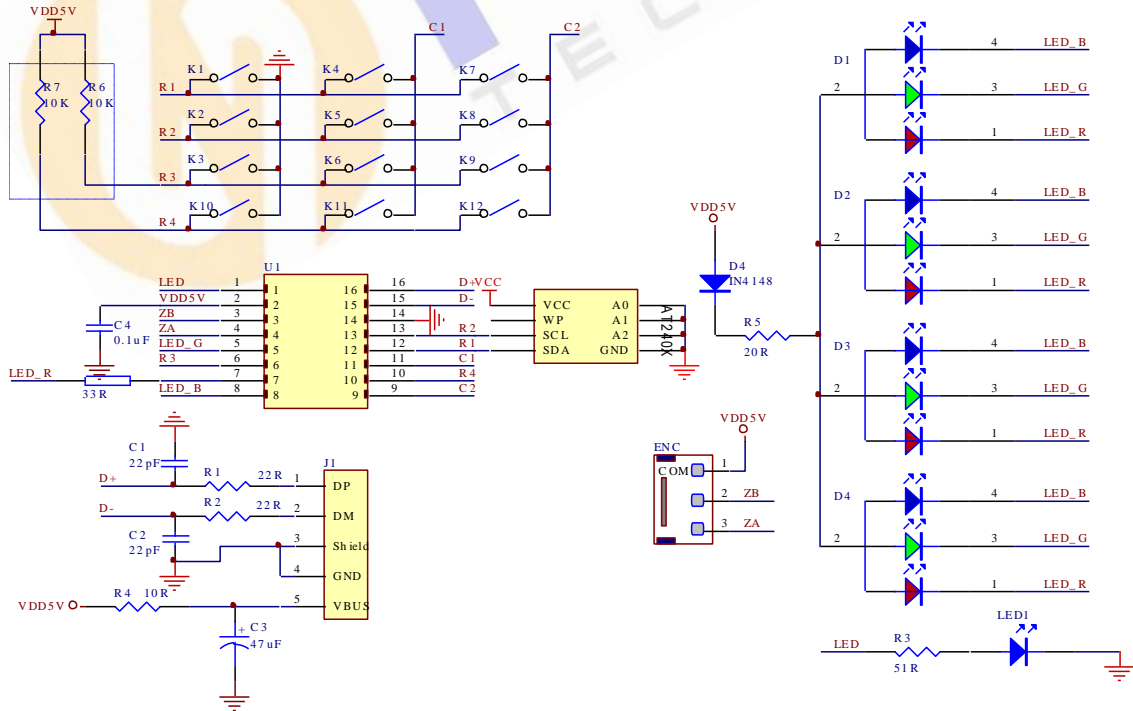 VDD5V
C1
C2
R7
10K
R6
10K
K1
K4
K7
R1
K2
K5
K8
R2
K3
K6
K9
R3
K10
K11
K12
R4
TEC
U1
LED 1 1 16 16 D+
VDD5V 2 2 15 15 D-
ZB 3 3 14 14
ZA 4 4 13 13 R2
LED_G 5 5 12 12 R1
R3 6 6 11 11 C1
7 7 10 10 R4
LED_B 8 8 9 9 C2
C4
0.1uF
LED_R
33R
VCC
VCC A0
WP A1
SCL A2
SDA GND
AT240X
VDD5V
D4
IN4148
R5
20R
D1
4 LED_B
2 3 LED_G
1 LED_R
D2
4 LED_B
2 3 LED_G
1 LED_R
D3
4 LED_B
2 3 LED_G
1 LED_R
D4
4 LED_B
2 3 LED_G
1 LED_R
C1
22pF
D+
R1 22R
D-
R2 22R
C2
22pF
J1
1 DP
2 DM
3 Shield
4 GND
5 VBUS
VDD5V
R4 10R
+ C3
47uF
VDD5V
ENC
COM 1
2 ZB
3 ZA
LED
R3
51R
LED1